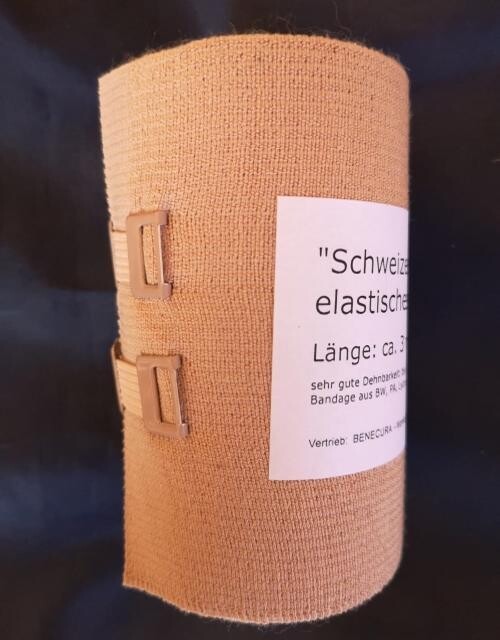 "Schweize
elastische
Länge: ca. 3
sehr gute Dehnbarkeit
Bandage aus BW, PA,
Vertrieb: BENECURA -